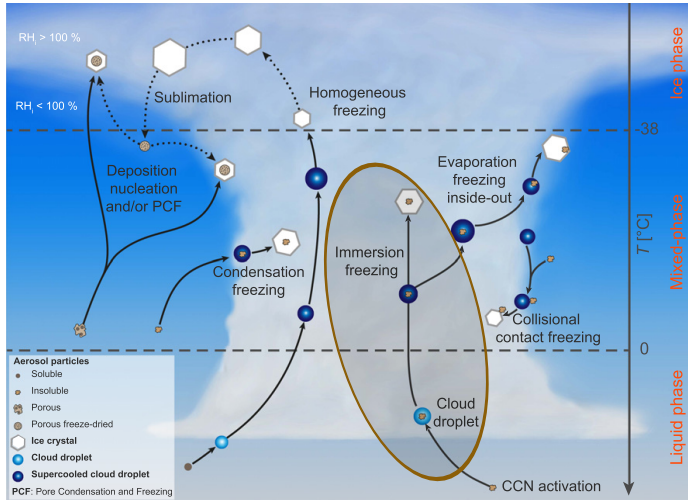 RHi > 100 %
Ice phase
Sublimation
Homogeneous
freezing
RHi < 100 %
-38
Deposition
nucleation
and/or PCF
Evaporation
freezing
inside-out
Mixed-phase
T [°C]
Immersion
freezing
Condensation
freezing
Collisional
contact freezing
0
Aerosol particles
Soluble
Insoluble
Porous
Porous freeze-dried
Ice crystal
Cloud droplet
Supercooled cloud droplet
PCF: Pore Condensation and Freezing
Cloud
droplet
Liquid phase
CCN activation